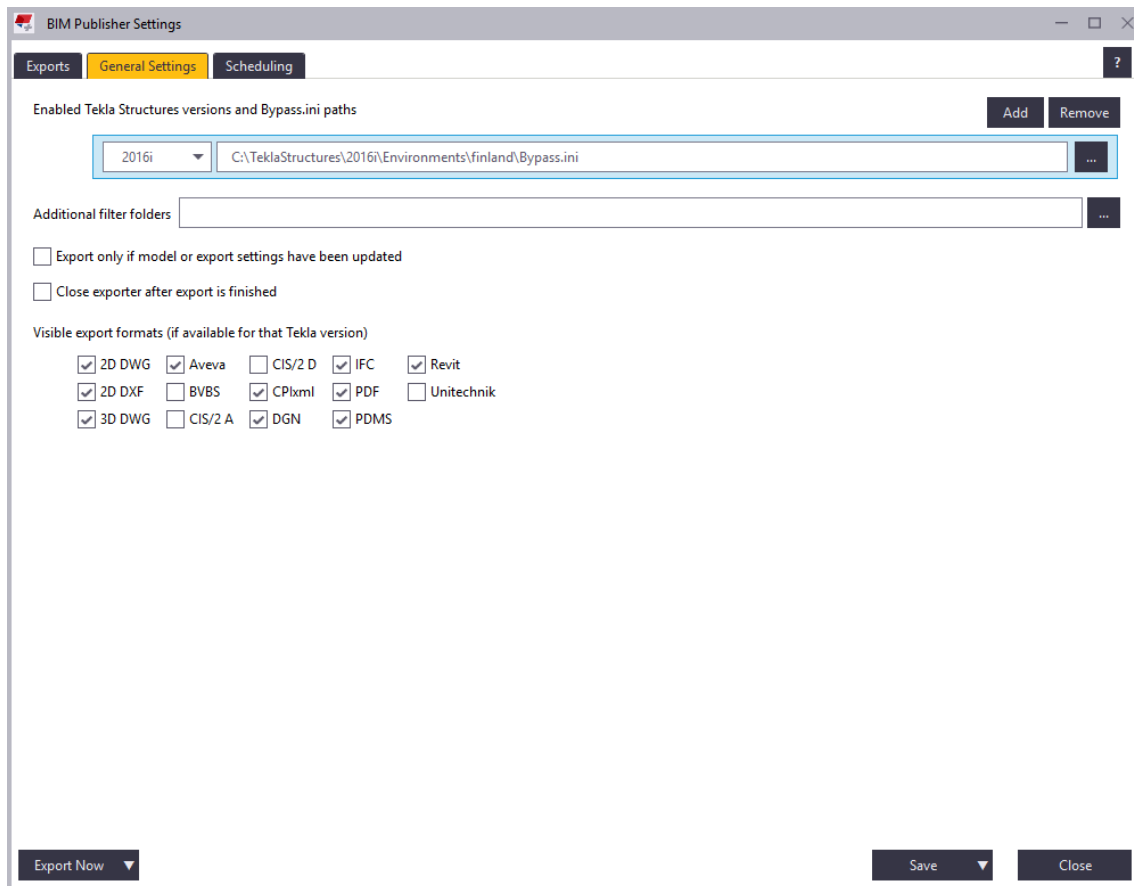 BIM Publisher Settings
Exports General Settings Scheduling ?
Enabled Tekla Structures versions and Bypass.ini paths Add Remove
2016i C:\TeklaStructures\2016i\Environments\finland\Bypass.ini ...
Additional filter folders ...
Export only if model or export settings have been updated
Close exporter after export is finished
Visible export formats (if available for that Tekla version)
2D DWG Aveva CIS/2 D IFC Revit
2D DXF BVBS CPIxml PDF Unitechnik
3D DWG CIS/2 A DGN PDMS
Export Now Save Close